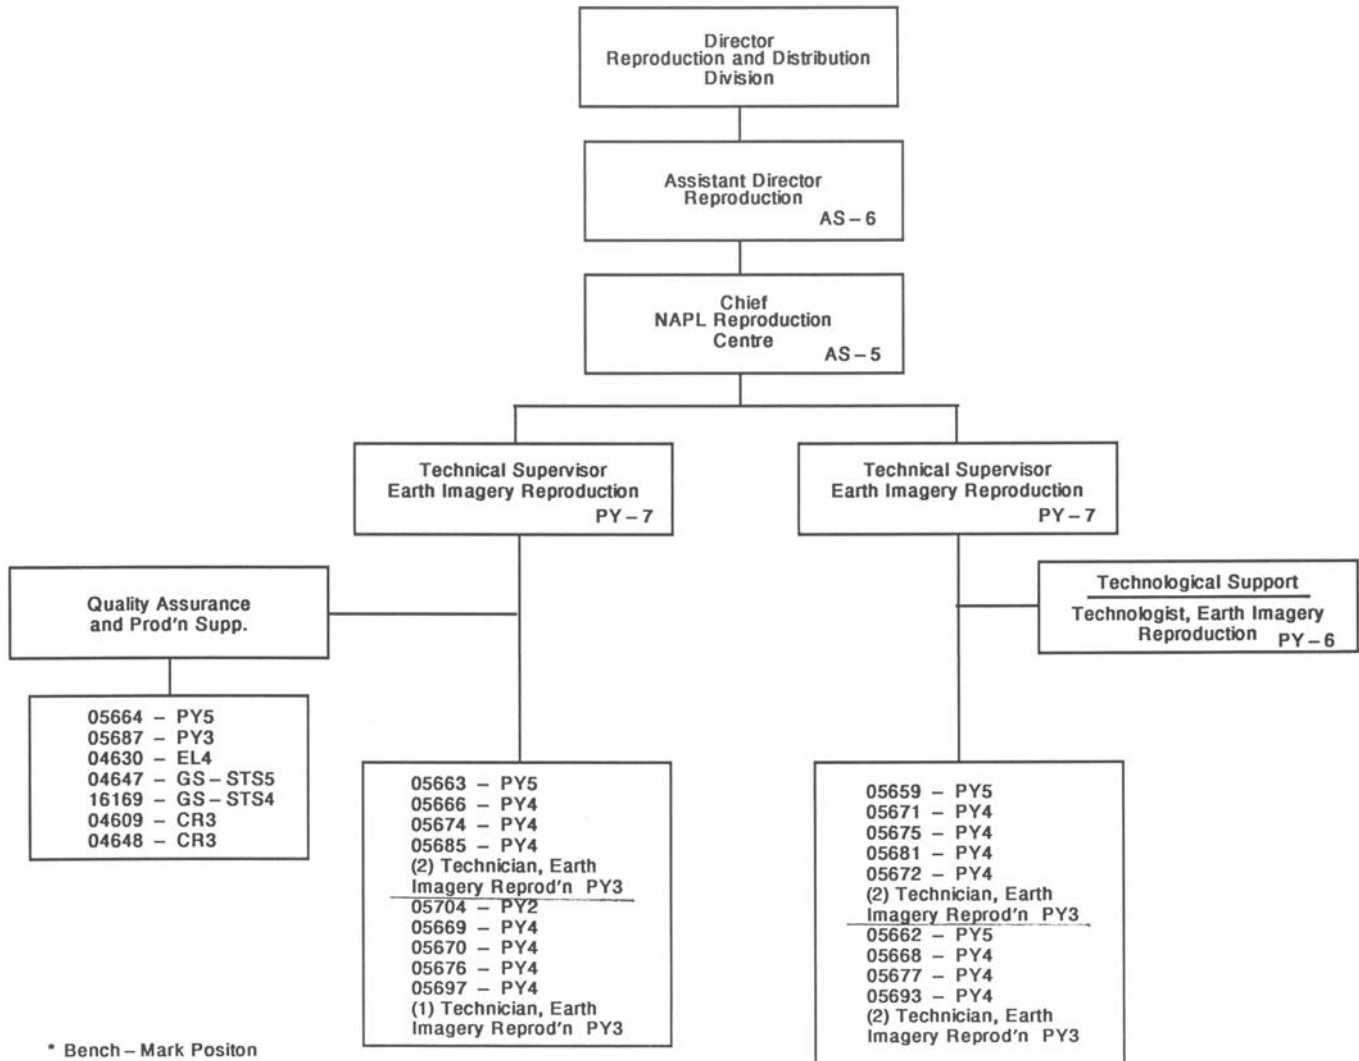 Director
Reproduction and Distribution
Division
Assistant Director
Reproduction
AS – 6
Chief
NAPL Reproduction
Centre
AS – 5
Technical Supervisor
Earth Imagery Reproduction
PY – 7
Technical Supervisor
Earth Imagery Reproduction
PY – 7
Quality Assurance
and Prod'n Supp.
Technological Support
Technologist, Earth Imagery
Reproduction PY – 6
05664 – PY5
05687 – PY3
04630 – EL4
04647 – GS – STS5
16169 – GS – STS4
04609 – CR3
04648 – CR3
05663 – PY5
05666 – PY4
05674 – PY4
05685 – PY4
(2) Technician, Earth
Imagery Reprod'n PY3
05704 – PY2
05669 – PY4
05670 – PY4
05676 – PY4
05697 – PY4
(1) Technician, Earth
Imagery Reprod'n PY3
05659 – PY5
05671 – PY4
05675 – PY4
05681 – PY4
05672 – PY4
(2) Technician, Earth
Imagery Reprod'n PY3
05662 – PY5
05668 – PY4
05677 – PY4
05693 – PY4
(2) Technician, Earth
Imagery Reprod'n PY3
* Bench – Mark Positon